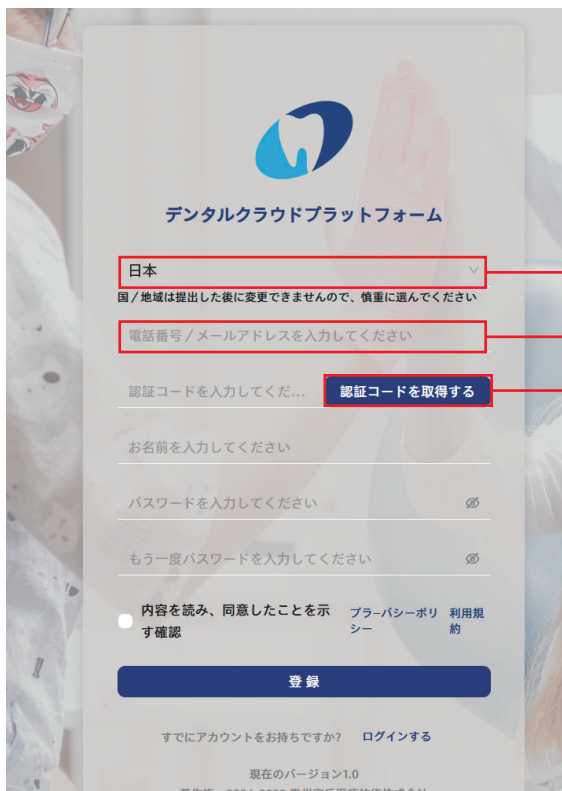 デンタルクラウドプラットフォーム
日本
国/地域は提出した後に変更できませんので、慎重に選んでください
電話番号/メールアドレスを入力してください
認証コードを入力してくだ... 認証コードを取得する
お名前を入力してください
パスワードを入力してください
もう一度パスワードを入力してください
内容を読み、同意したことを示 プラーバシーポリ 利用規
す確認 シー 約
登 録
すでにアカウントをお持ちですか? ログインする
現在のバージョン1.0